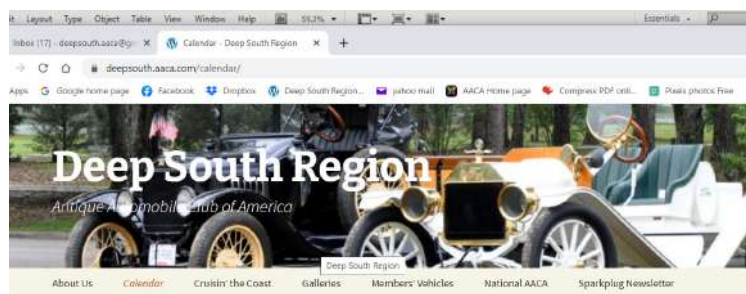 Layout Type Object Table View Window Help 55.2% Essentials
Inbox (17) - deepsouth.aaca@g Calendar - Deep South Region
deepsouth.aaca.com/calendar/
Apps Google home page Facebook Dropbox Deep South Region... yahoo mail AACA Home page Compress PDF onli... Pixels photos Free
Deep South Region
Antique Automobile Club of America
Deep South Region
About Us Calendar Cruisin' the Coast Galleries Members' Vehicles National AACA Sparkplug Newsletter